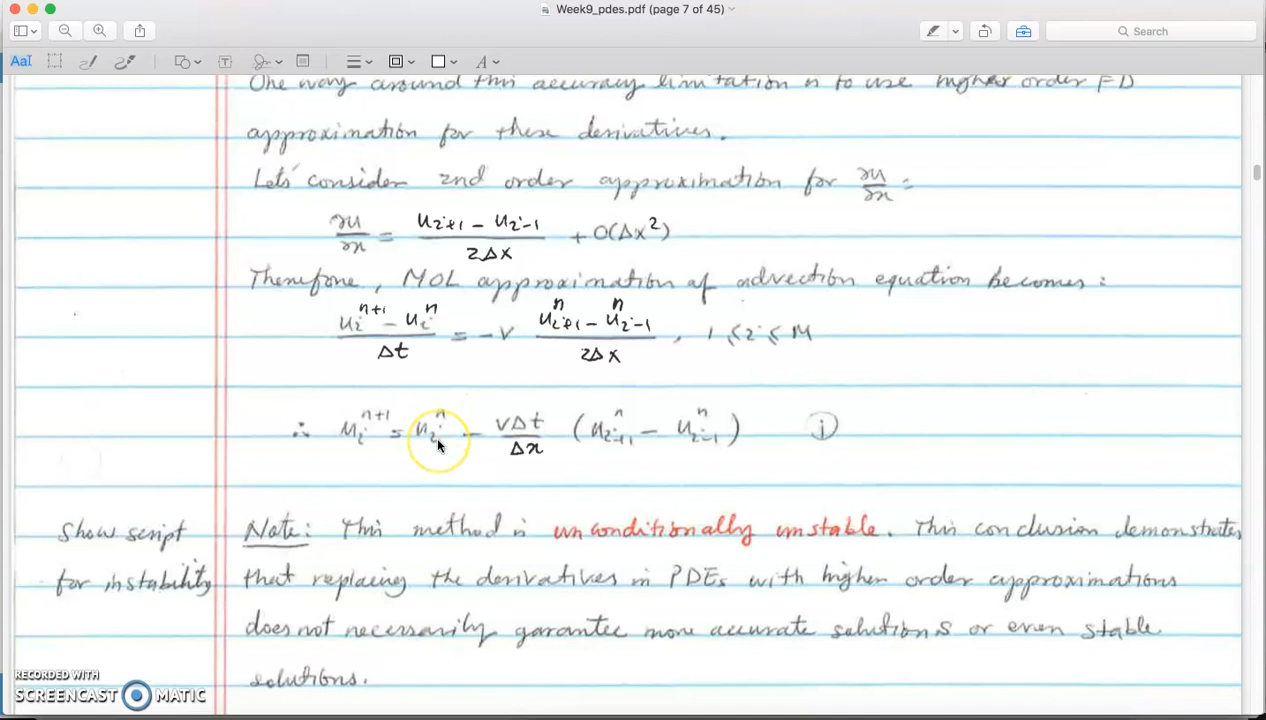 Week9_pdes.pdf (page 7 of 45)
Search
AaI
T
A
One way around this accuracy limitation is to use higher order FD
approximation for these derivatives.
Lets' consider 2nd order approximation for ∂u/∂x =
∂u/∂x = (u_{i+1} - u_{i-1})/(2Δx) + O(Δx²)
Therefore, MOL approximation of advection equation becomes:
(u_i^{n+1} - u_i^n)/Δt = -v (u_{i+1}^n - u_{i-1}^n)/(2Δx), 1 ≤ i ≤ M
∴ u_i^{n+1} = u_i^n - (vΔt/Δx) (u_{i+1}^n - u_{i-1}^n) ⓘ
Show script
for instability
Note: This method is unconditionally unstable. This conclusion demonstrates
that replacing the derivatives in PDEs with higher order approximations
does not necessarily garantee more accurate solutions or even stable
solutions.
RECORDED WITH
SCREENCAST MATIC